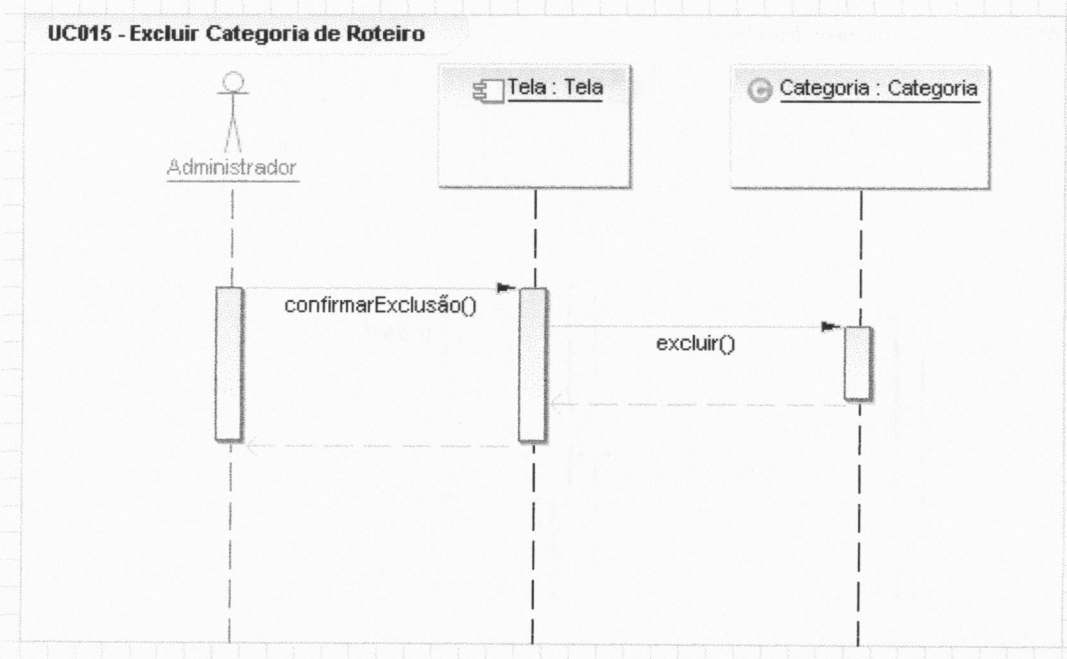 UC015 - Excluir Categoria de Roteiro
Tela : Tela
Categoria : Categoria
Administrador
confirmarExclusão()
excluir()